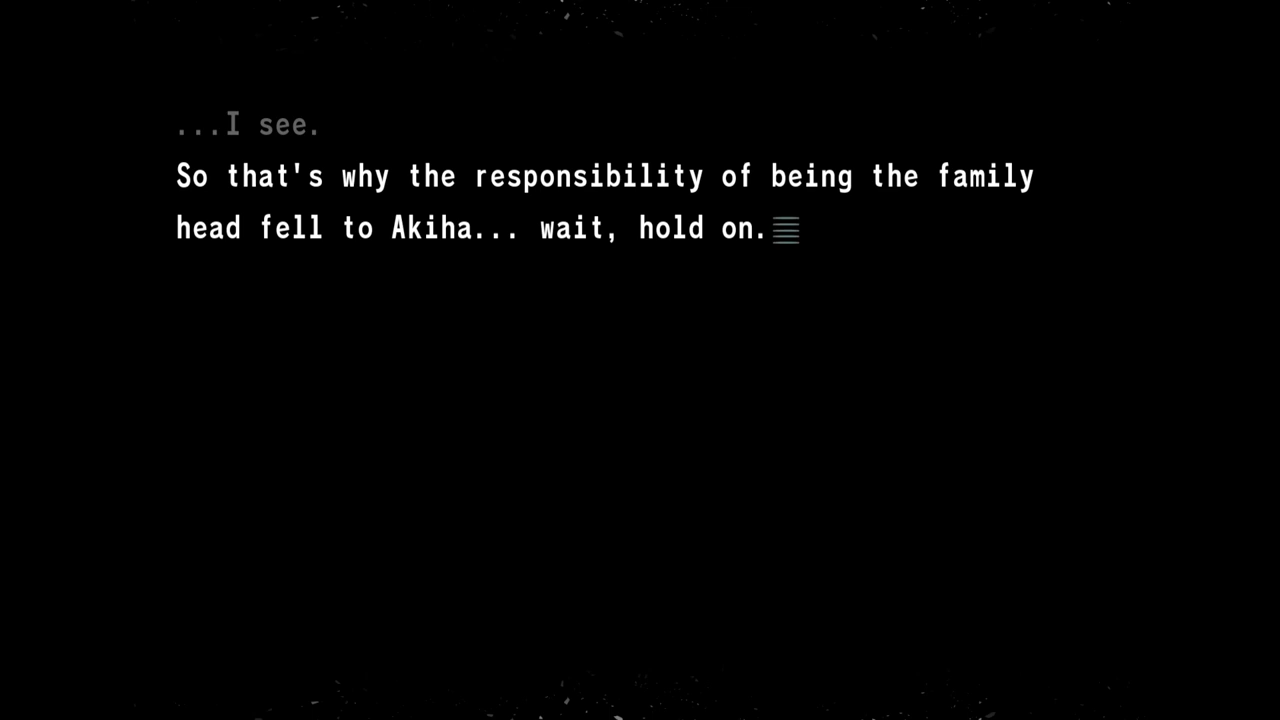 ...I see.
So that's why the responsibility of being the family
head fell to Akiha... wait, hold on.